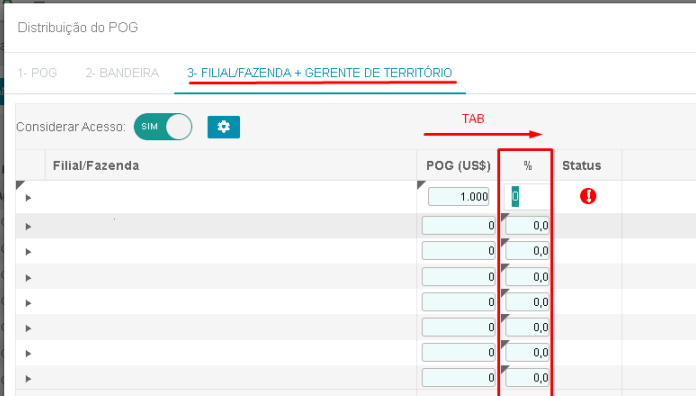 Distribuição do POG
1- POG 2- BANDEIRA 3- FILIAL/FAZENDA + GERENTE DE TERRITÓRIO
Considerar Acesso: SIM TAB
Filial/Fazenda POG (US$) % Status
1.000 0
0 0,0
0 0,0
0 0,0
0 0,0
0 0,0
0 0,0
0 0,0